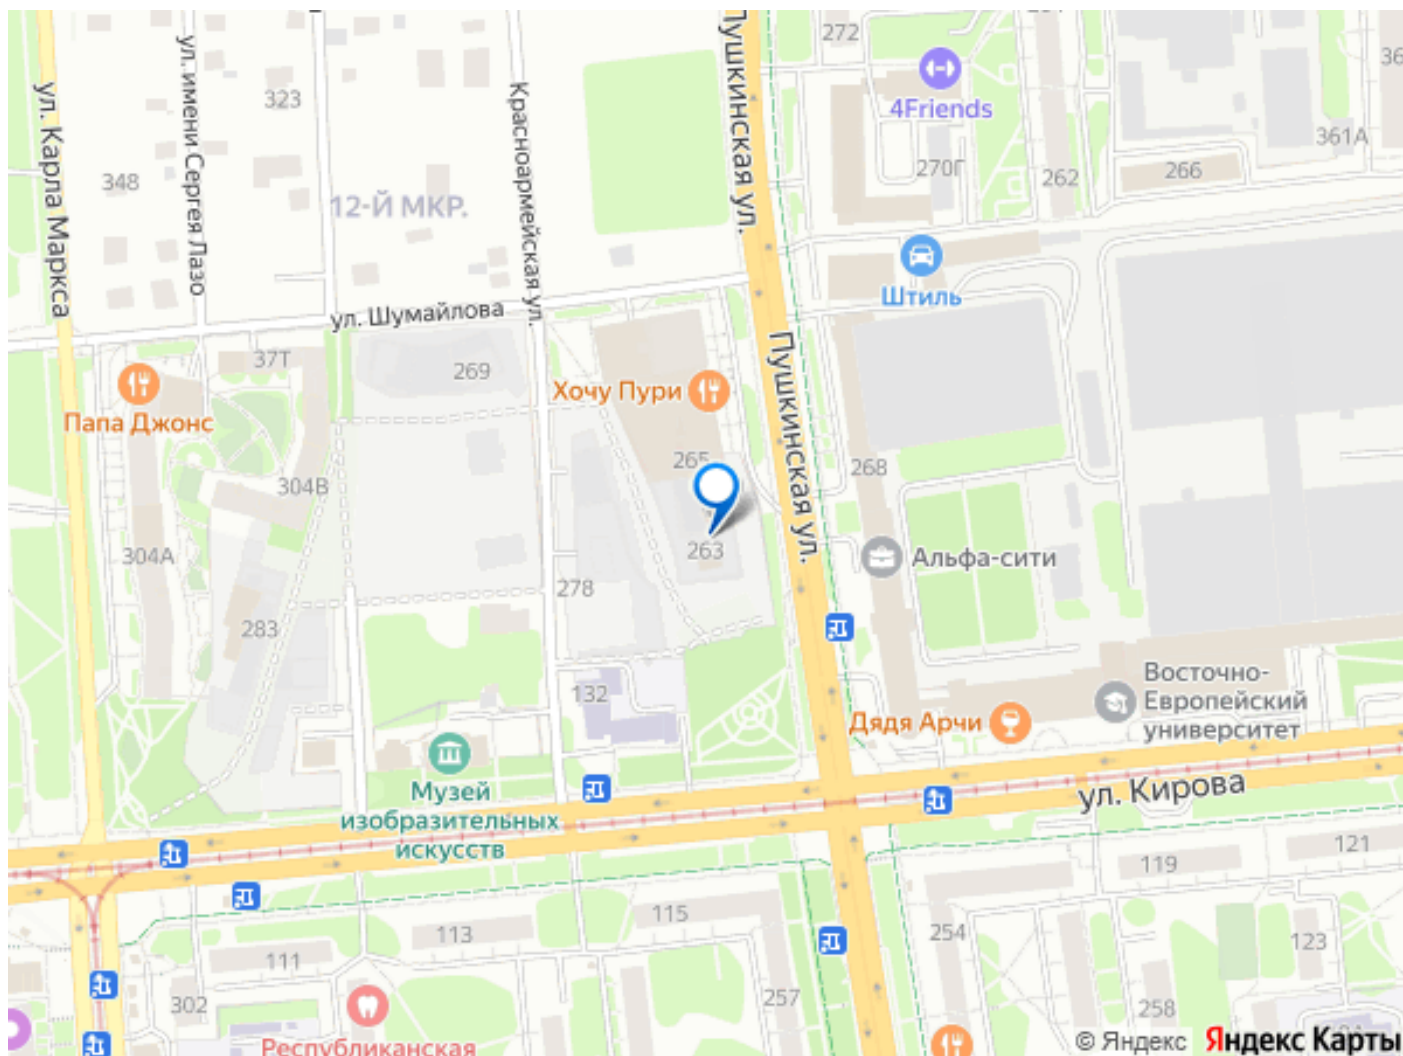 Пушкинская ул.
272
4Friends
361А
270Г
262
266
ул. Карла Маркса
ул. имени Сергея Лазо
323
348
12-Й МКР.
Красноармейская ул.
Штиль
ул. Шумайлова
37Т
269
Папа Джонс
Хочу Пури
Пушкинская ул.
265
268
304В
304А
263
Альфа-сити
278
283
132
Восточно-
Европейский
университет
Дядя Арчи
Музей
изобразительных
искусств
ул. Кирова
119
121
115
113
111
254
123
302
257
258
Республиканская
© Яндекс Яндекс Карты